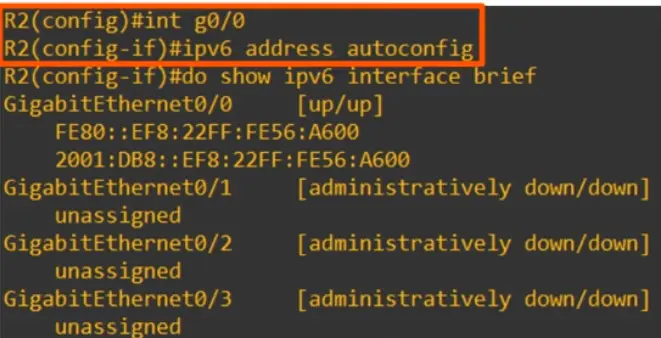 R2(config)#int g0/0
R2(config-if)#ipv6 address autoconfig
R2(config-if)#do show ipv6 interface brief
GigabitEthernet0/0 [up/up]
FE80::EF8:22FF:FE56:A600
2001:DB8::EF8:22FF:FE56:A600
GigabitEthernet0/1 [administratively down/down]
unassigned
GigabitEthernet0/2 [administratively down/down]
unassigned
GigabitEthernet0/3 [administratively down/down]
unassigned